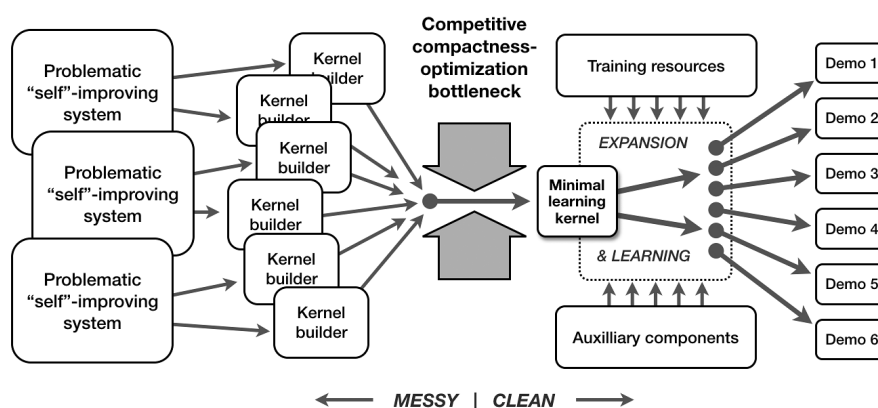 Problematic
“self”-improving
system
Problematic
“self”-improving
system
Problematic
“self”-improving
system
Kernel
builder
Kernel
builder
Kernel
builder
Kernel
builder
Kernel
builder
Kernel
builder
Competitive
compactness-
optimization
bottleneck
Minimal
learning
kernel
Training resources
EXPANSION
& LEARNING
Auxilliary components
Demo 1
Demo 2
Demo 3
Demo 4
Demo 5
Demo 6
MESSY | CLEAN